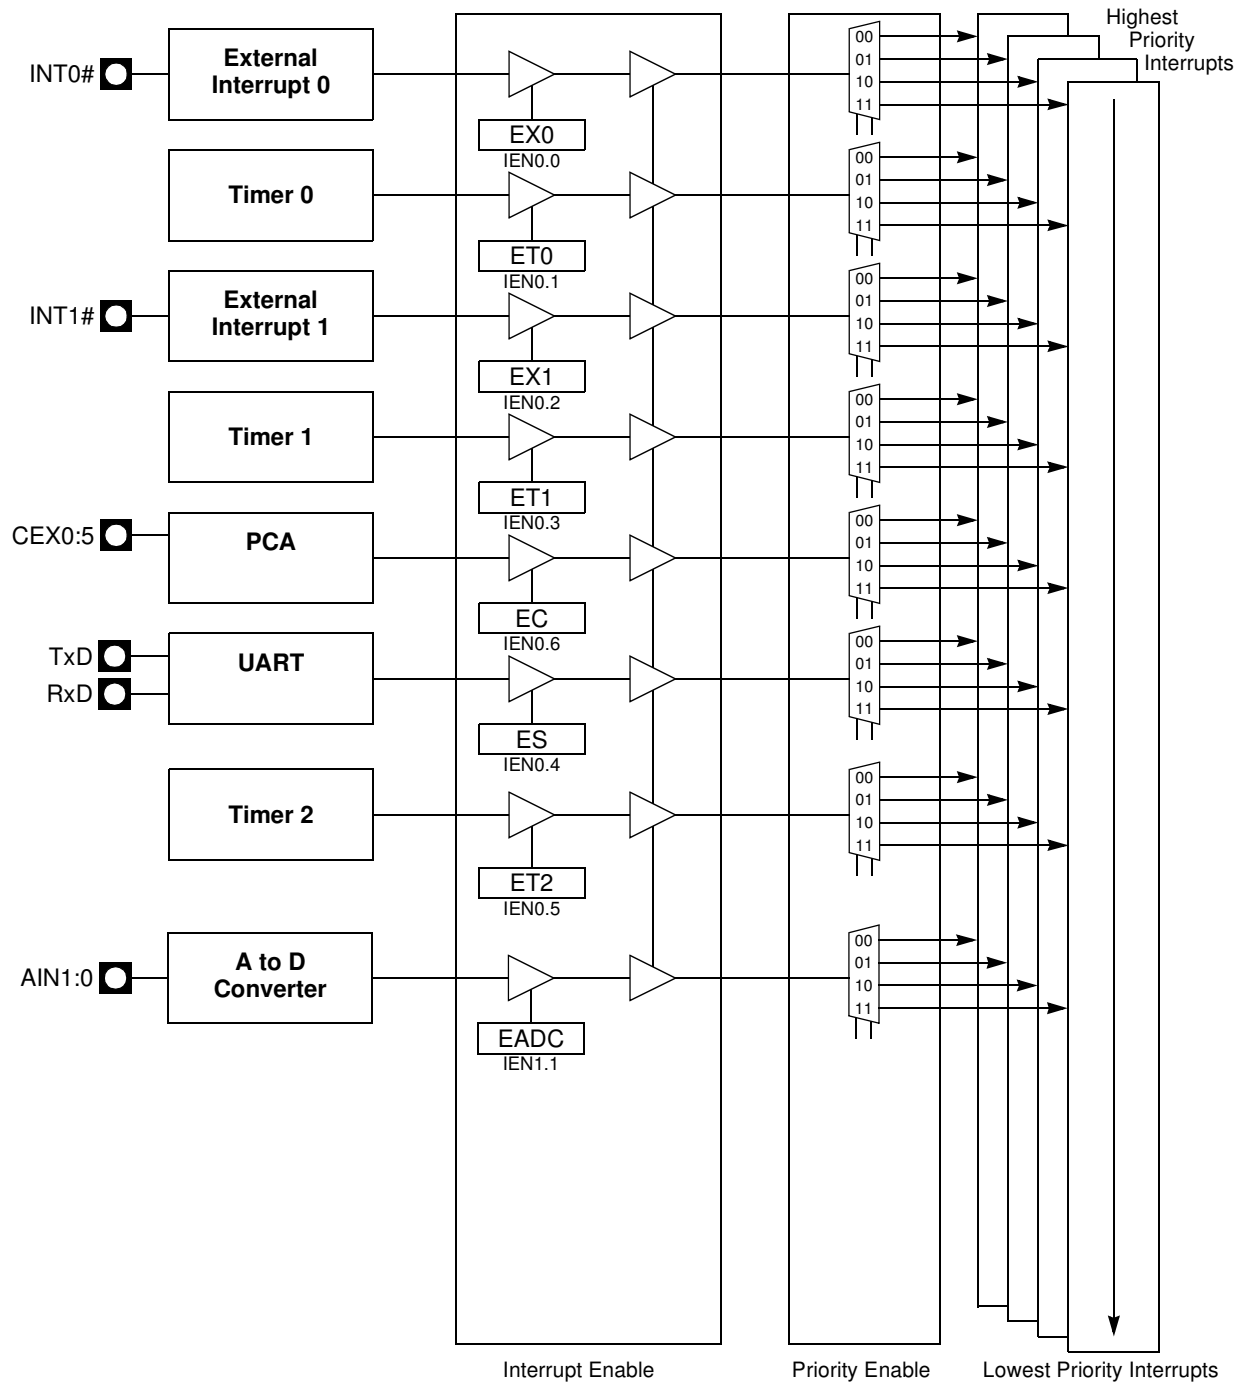 Highest
Priority
Interrupts
INT0#
External
Interrupt 0
EX0
IEN0.0
00
01
10
11
Timer 0
ET0
IEN0.1
00
01
10
11
INT1#
External
Interrupt 1
EX1
IEN0.2
00
01
10
11
Timer 1
ET1
IEN0.3
00
01
10
11
CEX0:5
PCA
EC
IEN0.6
00
01
10
11
TxD
RxD
UART
ES
IEN0.4
00
01
10
11
Timer 2
ET2
IEN0.5
00
01
10
11
AIN1:0
A to D
Converter
EADC
IEN1.1
00
01
10
11
Interrupt Enable
Priority Enable
Lowest Priority Interrupts